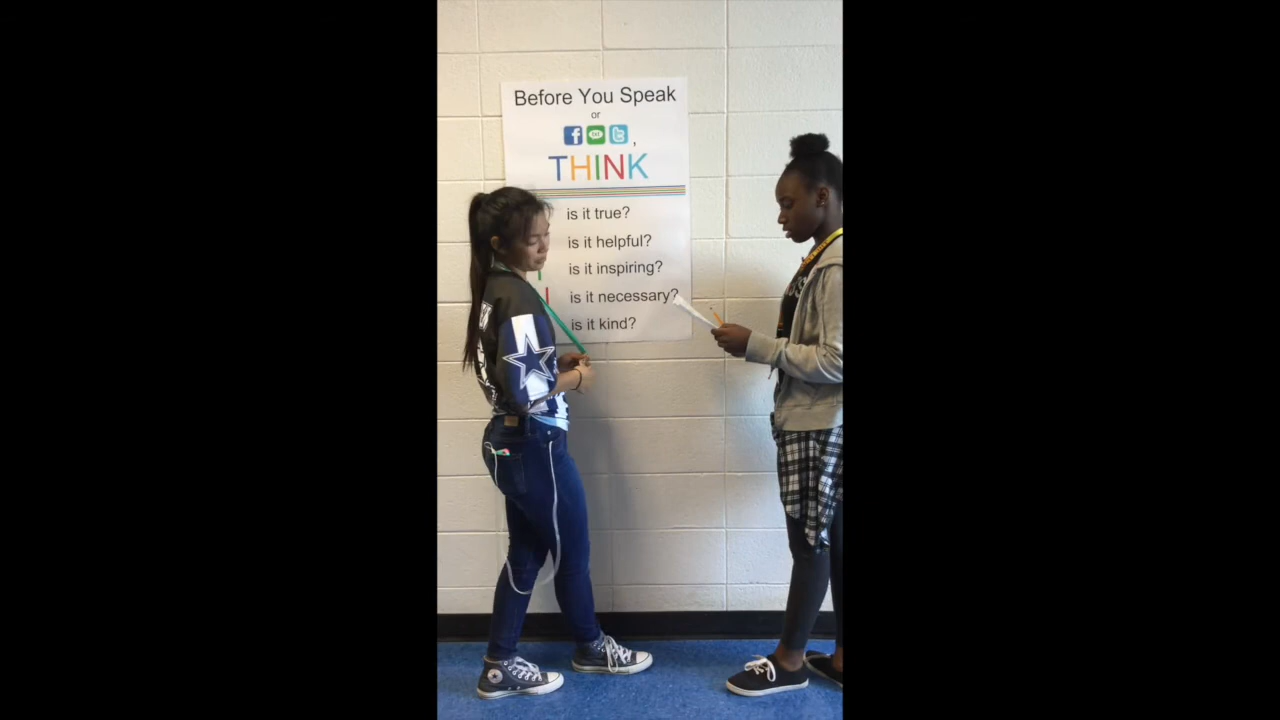 Before You Speak
or
f t ,
THINK
is it true?
is it helpful?
is it inspiring?
is it necessary?
is it kind?